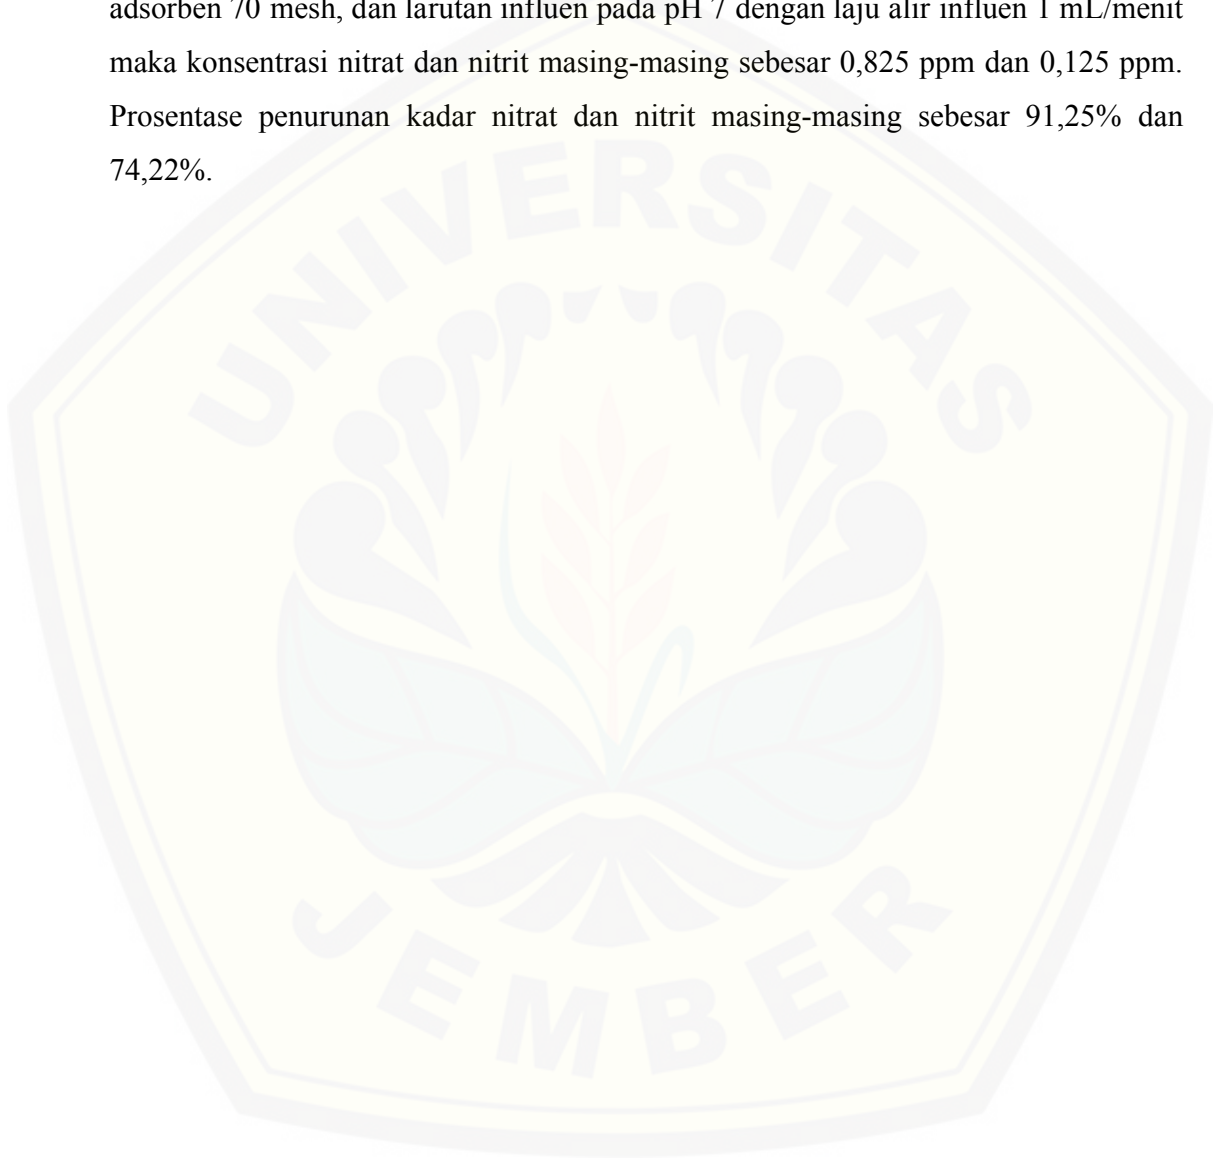 adsorben 70 mesh, dan larutan influen pada pH 7 dengan laju alir influen 1 mL/menit
maka konsentrasi nitrat dan nitrit masing-masing sebesar 0,825 ppm dan 0,125 ppm.
Prosentase penurunan kadar nitrat dan nitrit masing-masing sebesar 91,25% dan
74,22%.
UNIVERSITAS
JEMBER